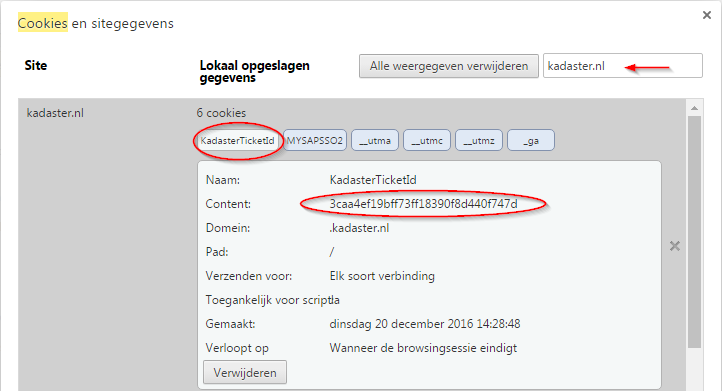 Cookies en sitegegevens
Site
Lokaal opgeslagen gegevens
Alle weergegeven verwijderen
kadaster.nl
kadaster.nl
6 cookies
KadasterTicketId MYSAPSSO2 __utma __utmc __utmz _ga
Naam: KadasterTicketId
Content: 3caa4ef19bff73ff18390f8d440f747d
Domein: .kadaster.nl
Pad: /
Verzenden voor: Elk soort verbinding
Toegankelijk voor script: Ja
Gemaakt: dinsdag 20 december 2016 14:28:48
Verloopt op Wanneer de browsingsessie eindigt
Verwijderen